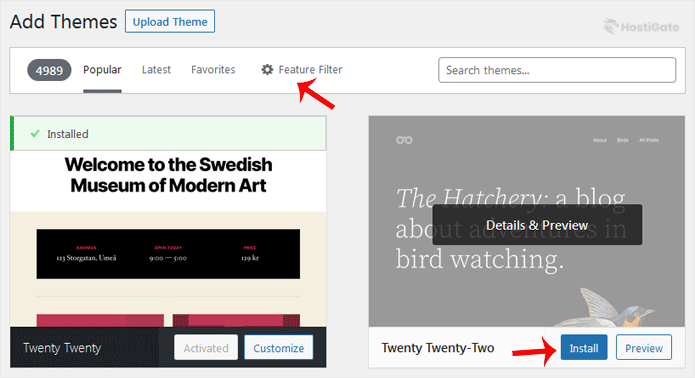 Add Themes
Upload Theme
HostiGate
4989
Popular
Latest
Favorites
Feature Filter
Search themes...
Installed
Welcome to the Swedish
Museum of Modern Art
ADDRESS
OPEN TODAY
PRICE
123 Storgatan, Umeå
9:00 — 5:00
129 kr
Twenty Twenty
Activated
Customize
About
Birds
All Posts
The Hatchery: a blog
about adventures in
bird watching.
Details & Preview
Twenty Twenty-Two
Install
Preview